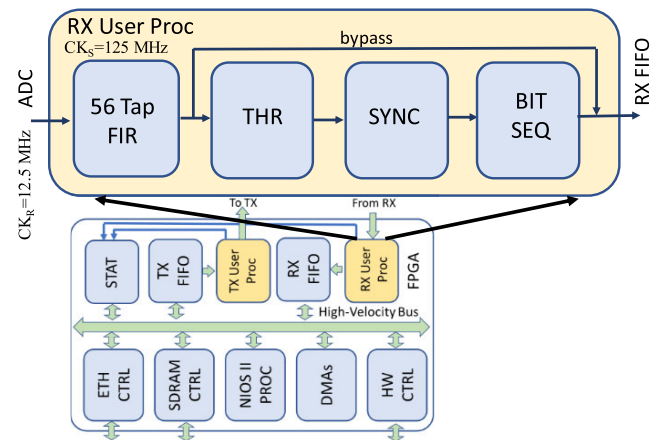 RX User Proc
CKS=125 MHz
bypass
ADC
CKR=12.5 MHz
56 Tap
FIR
THR
SYNC
BIT
SEQ
RX FIFO
To TX
From RX
STAT
TX
FIFO
TX User
Proc
RX
FIFO
RX User
Proc
FPGA
High-Velocity Bus
ETH
CTRL
SDRAM
CTRL
NIOS II
PROC
DMAs
HW
CTRL